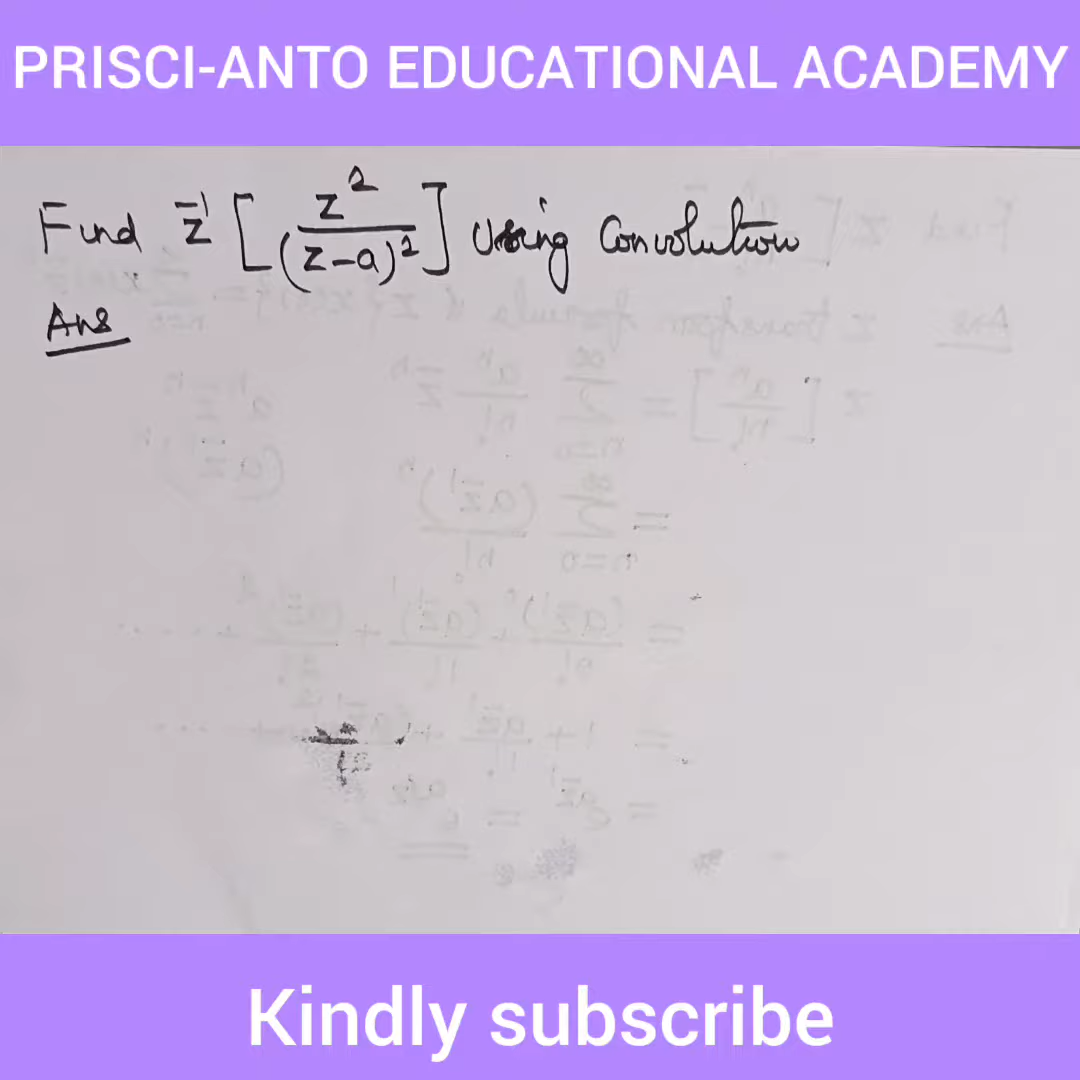 PRISCI-ANTO EDUCATIONAL ACADEMY
Find z⁻¹ [z² / (z-a)²] Using Convolution
Ans
Kindly subscribe